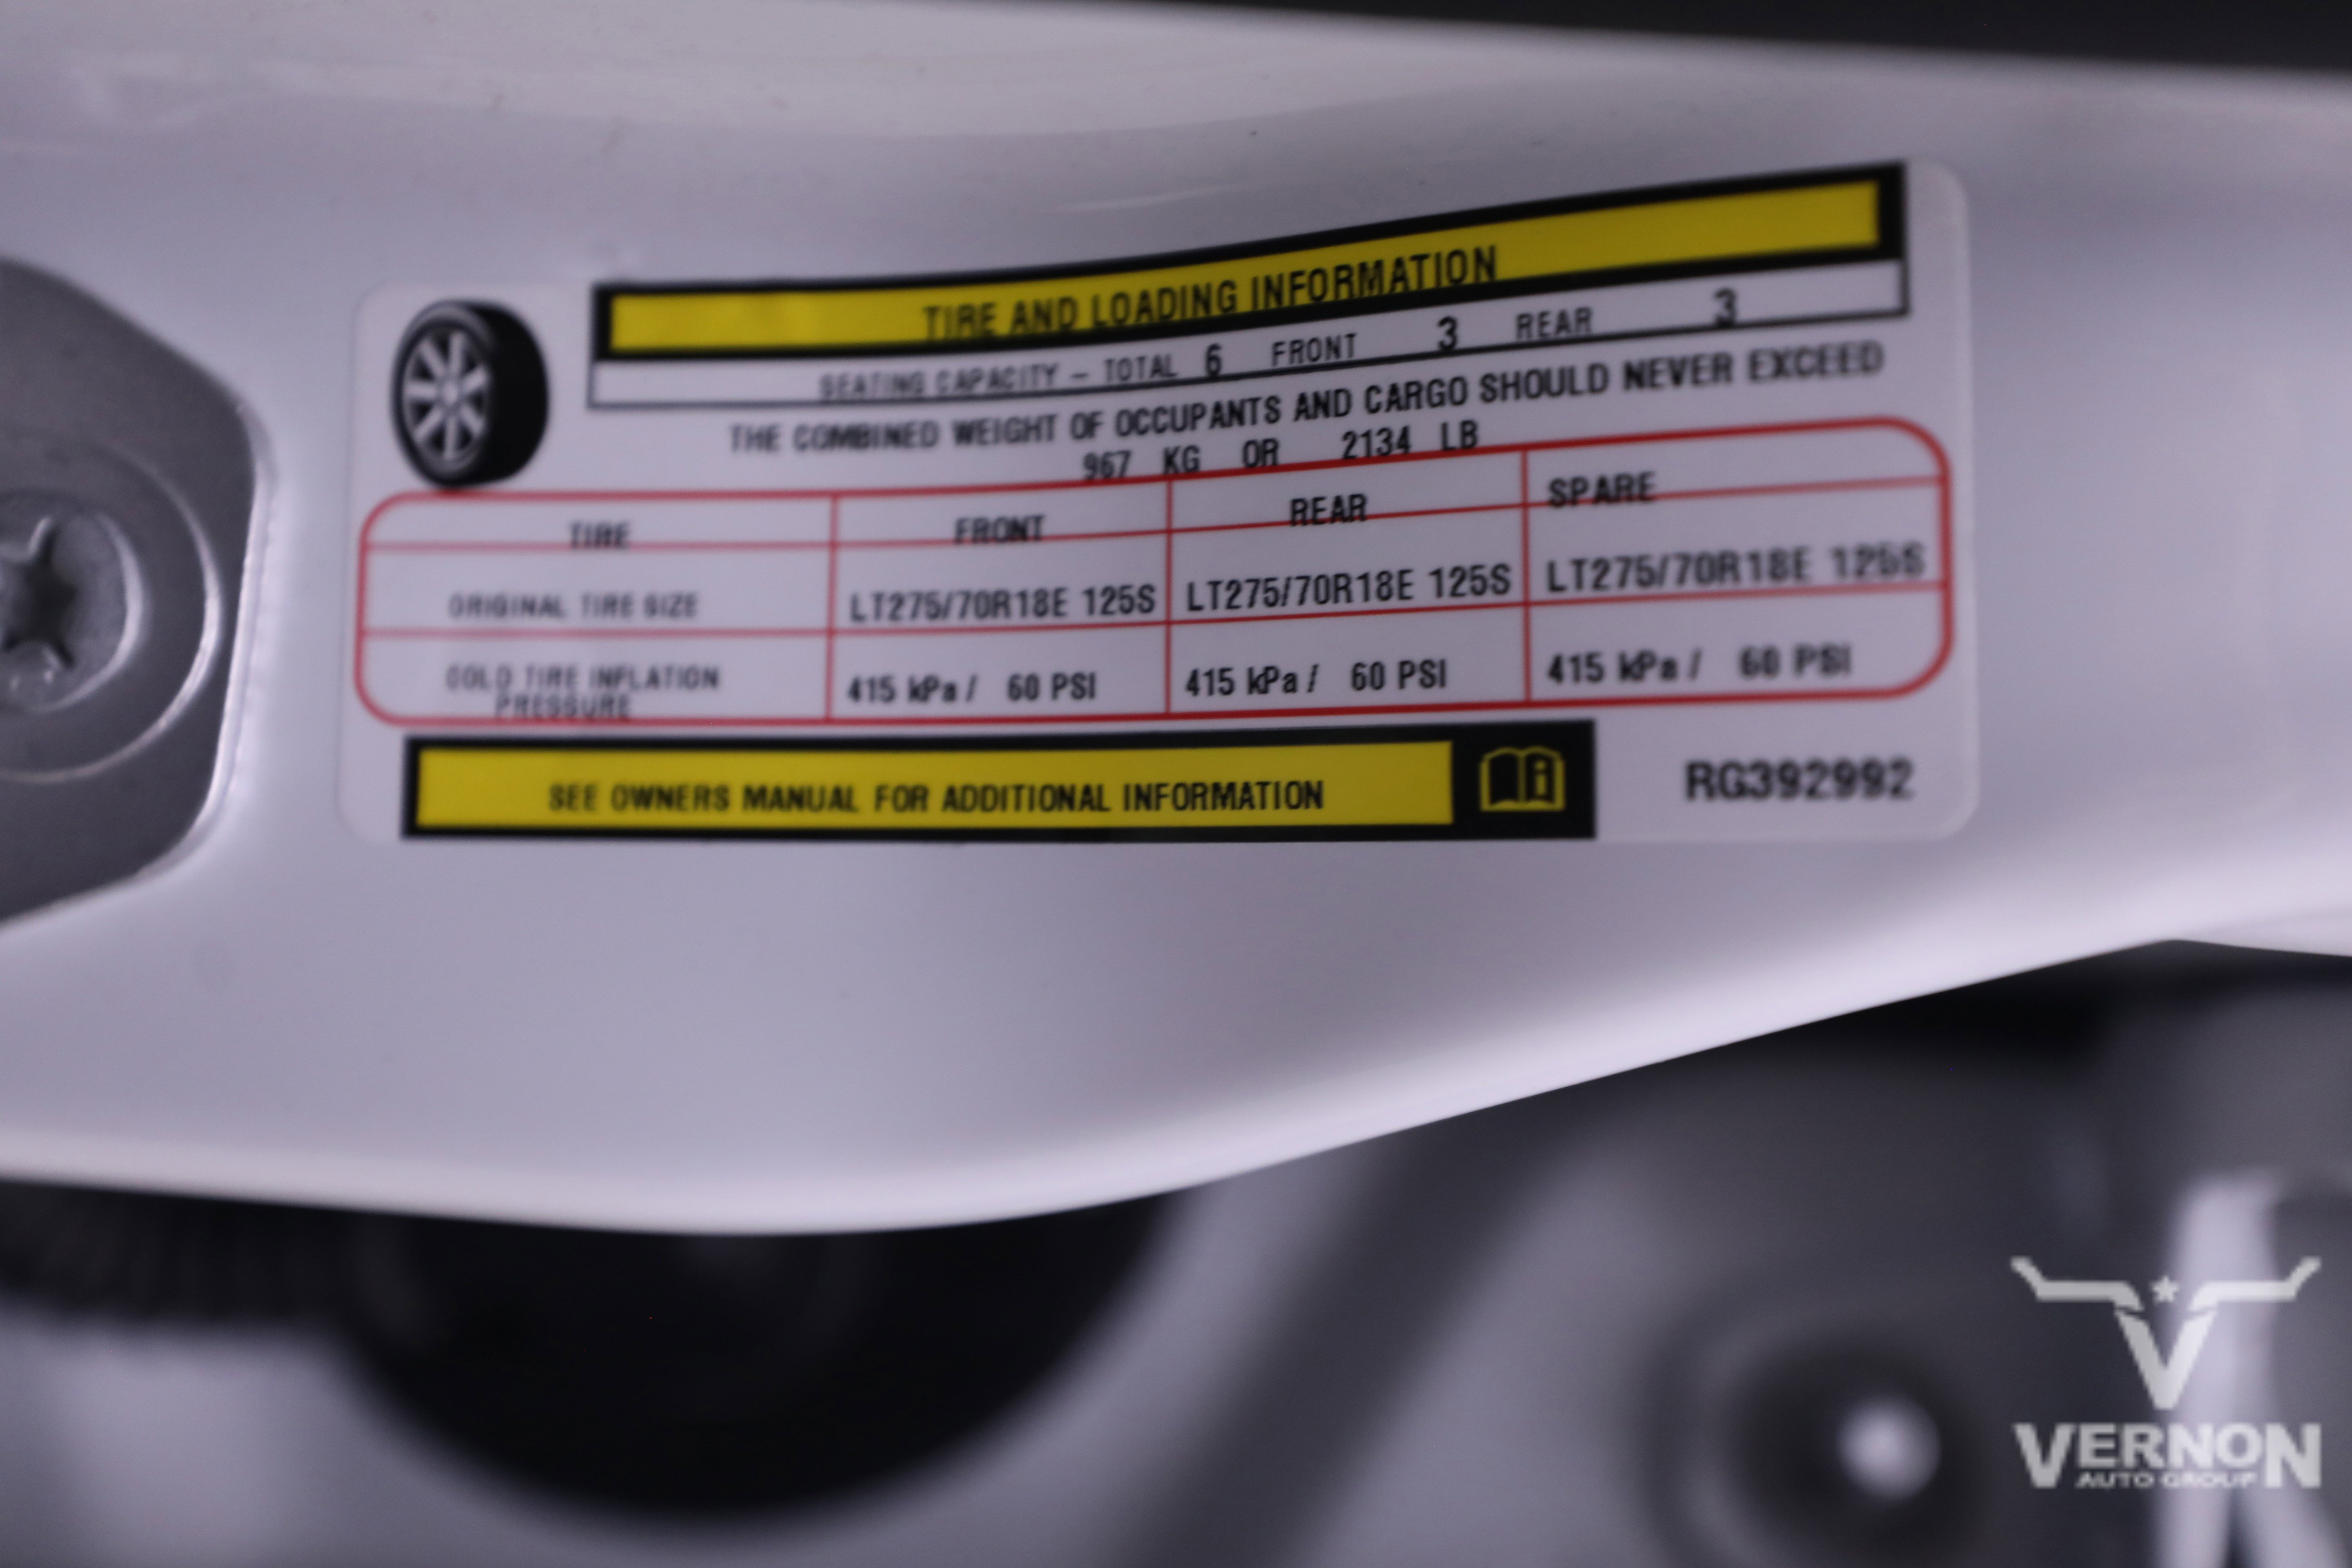 TIRE AND LOADING INFORMATION
SEATING CAPACITY - TOTAL 6 FRONT 3 REAR 3
THE COMBINED WEIGHT OF OCCUPANTS AND CARGO SHOULD NEVER EXCEED
967 KG OR 2134 LB
TIRE FRONT REAR SPARE
ORIGINAL TIRE SIZE LT275/70R18E 125S LT275/70R18E 125S LT275/70R18E 125S
COLD TIRE INFLATION PRESSURE 415 kPa / 60 PSI 415 kPa / 60 PSI 415 kPa / 60 PSI
SEE OWNERS MANUAL FOR ADDITIONAL INFORMATION
RG392992
VERNON
AUTO GROUP